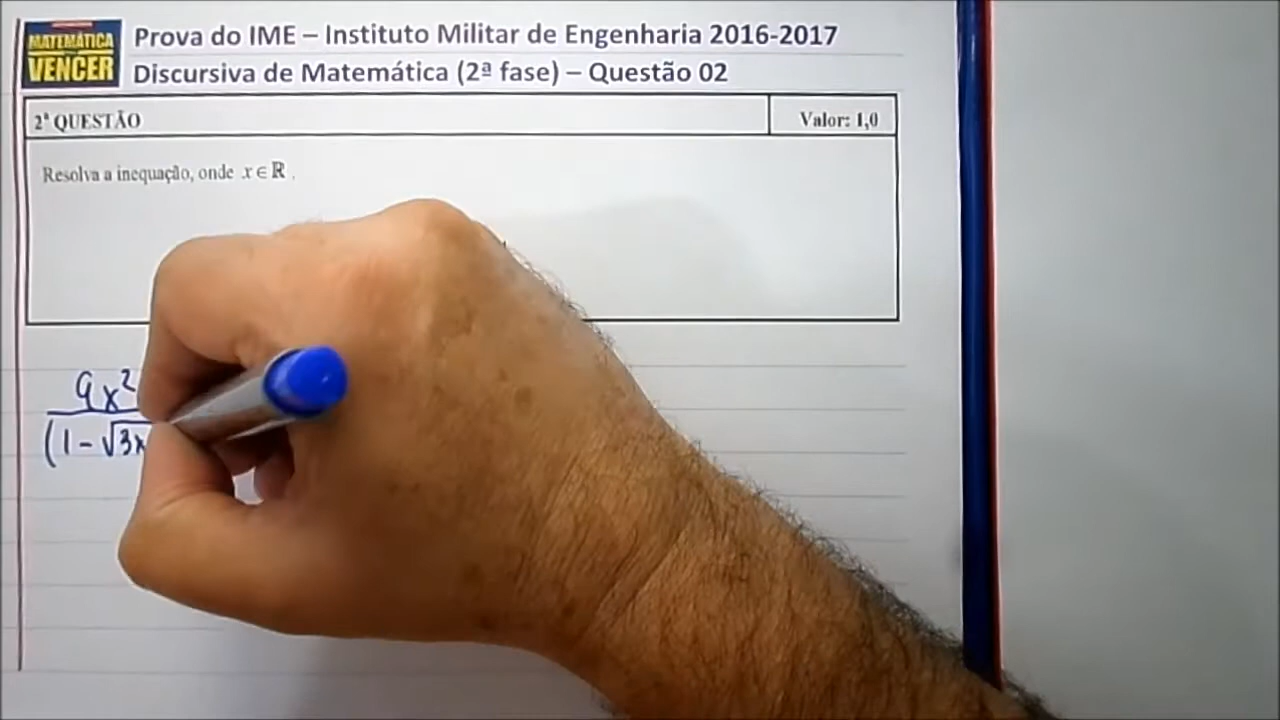 MATEMÁTICA
VENCER
Prova do IME – Instituto Militar de Engenharia 2016-2017
Discursiva de Matemática (2ª fase) – Questão 02
2ª QUESTÃO
Valor: 1,0
Resolva a inequação, onde x ∈ ℝ .
9x²
(1-√3x